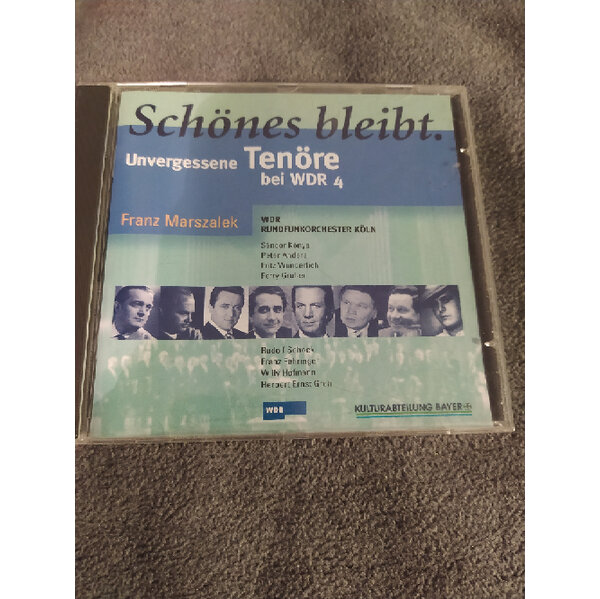 Schönes bleibt.
Unvergessene Tenöre
bei WDR 4
Franz Marszalek
WDR
RUNDFUNKORCHESTER KÖLN
Sándor Kónya
Peter Anders
Fritz Wunderlich
Ferry Gruber
Rudolf Schock
Franz Fehringer
Willy Hofmann
Herbert Ernst Groh
WDR
KULTURABTEILUNG BAYER